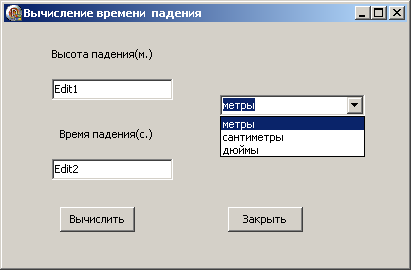 Вычисление времени падения
Высота падения(м.)
Edit1
метры
метры
сантиметры
дюймы
Время падения(с.)
Edit2
Вычислить
Закрыть